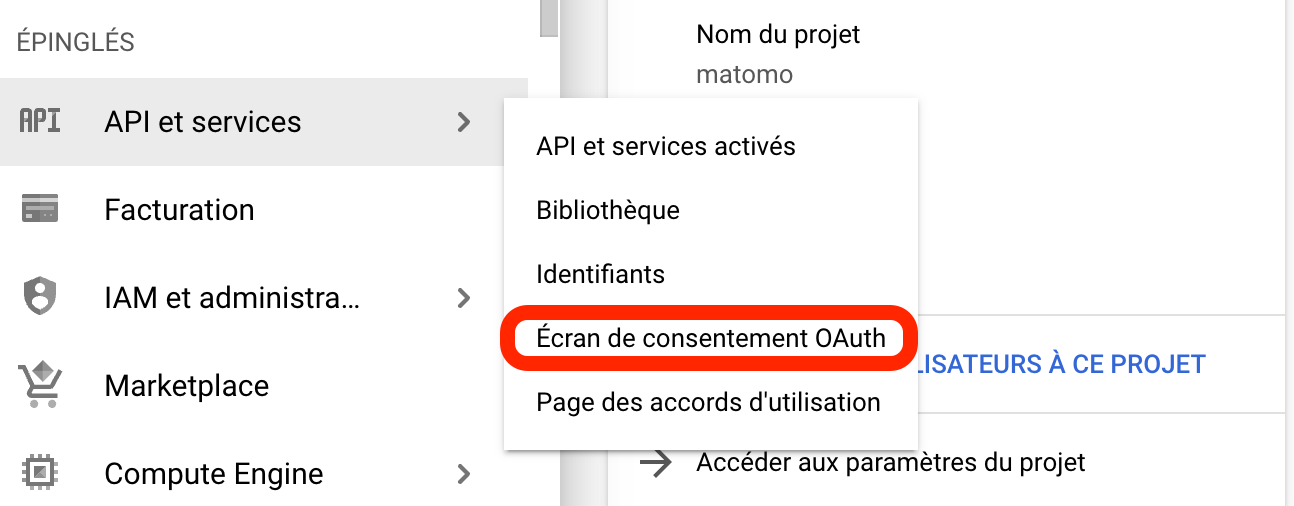 ÉPINGLÉS
API API et services
Facturation
IAM et administra...
Marketplace
Compute Engine
API et services activés
Bibliothèque
Identifiants
Écran de consentement OAuth
Page des accords d'utilisation
Nom du projet
matomo
LISATEURS À CE PROJET
Accéder aux paramètres du projet